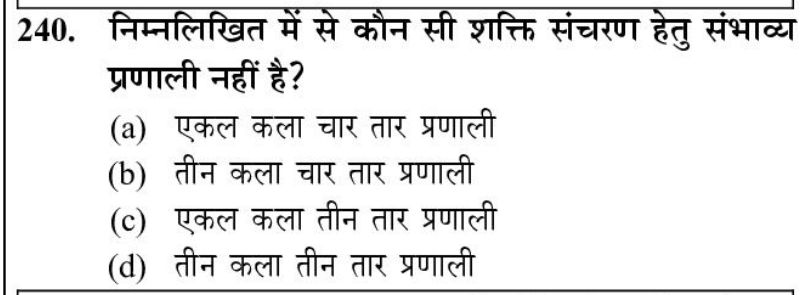 240. निम्नलिखित में से कौन सी शक्ति संचरण हेतु संभाव्य
प्रणाली नहीं है?
(a) एकल कला चार तार प्रणाली
(b) तीन कला चार तार प्रणाली
(c) एकल कला तीन तार प्रणाली
(d) तीन कला तीन तार प्रणाली